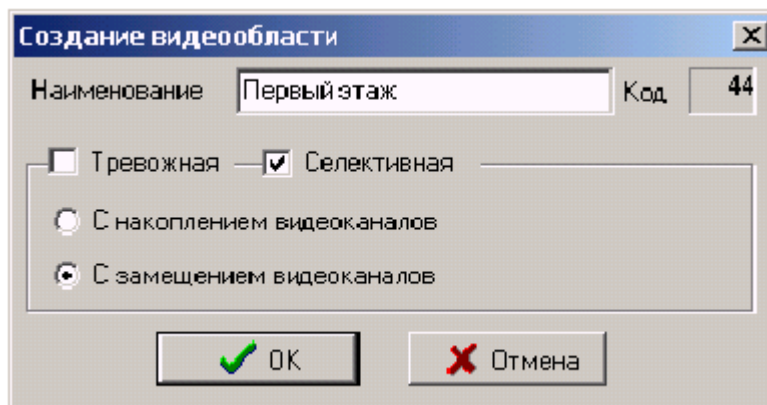 Создание видеообласти
Наименование Первый этаж Код 44
Тревожная Селективная
С накоплением видеоканалов
С замещением видеоканалов
OK Отмена